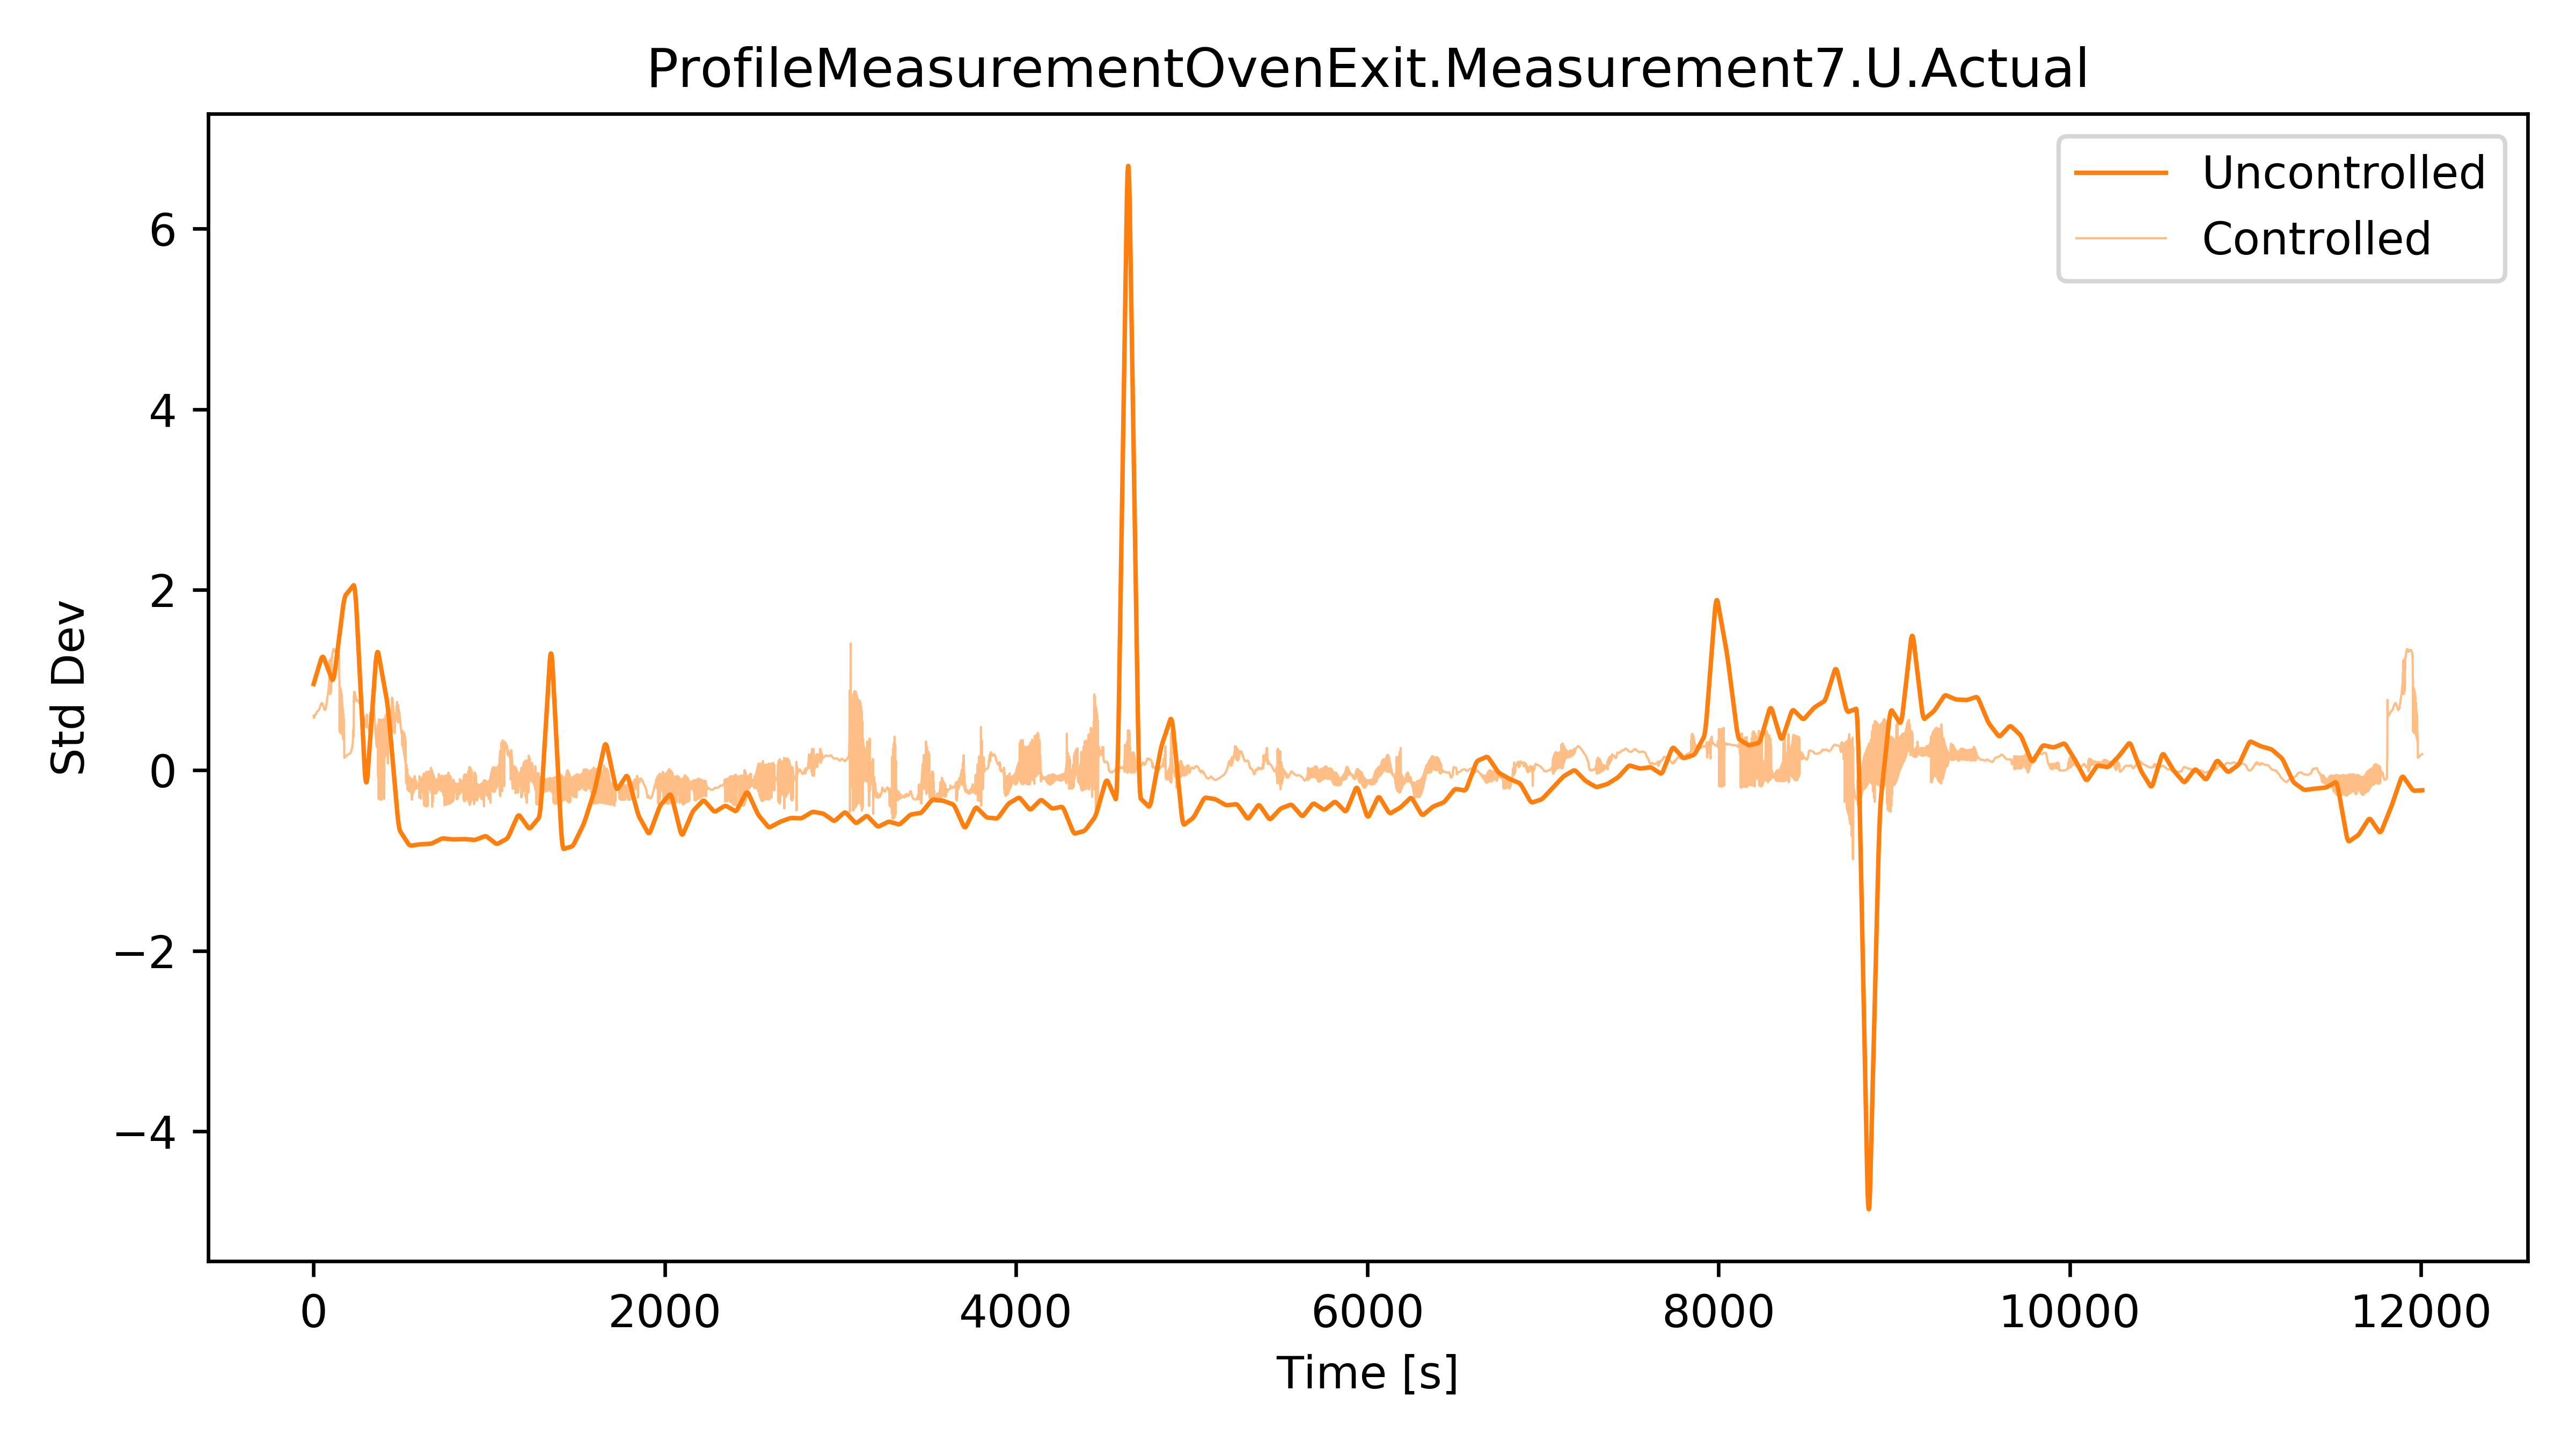 ProfileMeasurementOvenExit.Measurement7.U.Actual
Uncontrolled
Controlled
Std Dev
6
4
2
0
−2
−4
0 2000 4000 6000 8000 10000 12000
Time [s]